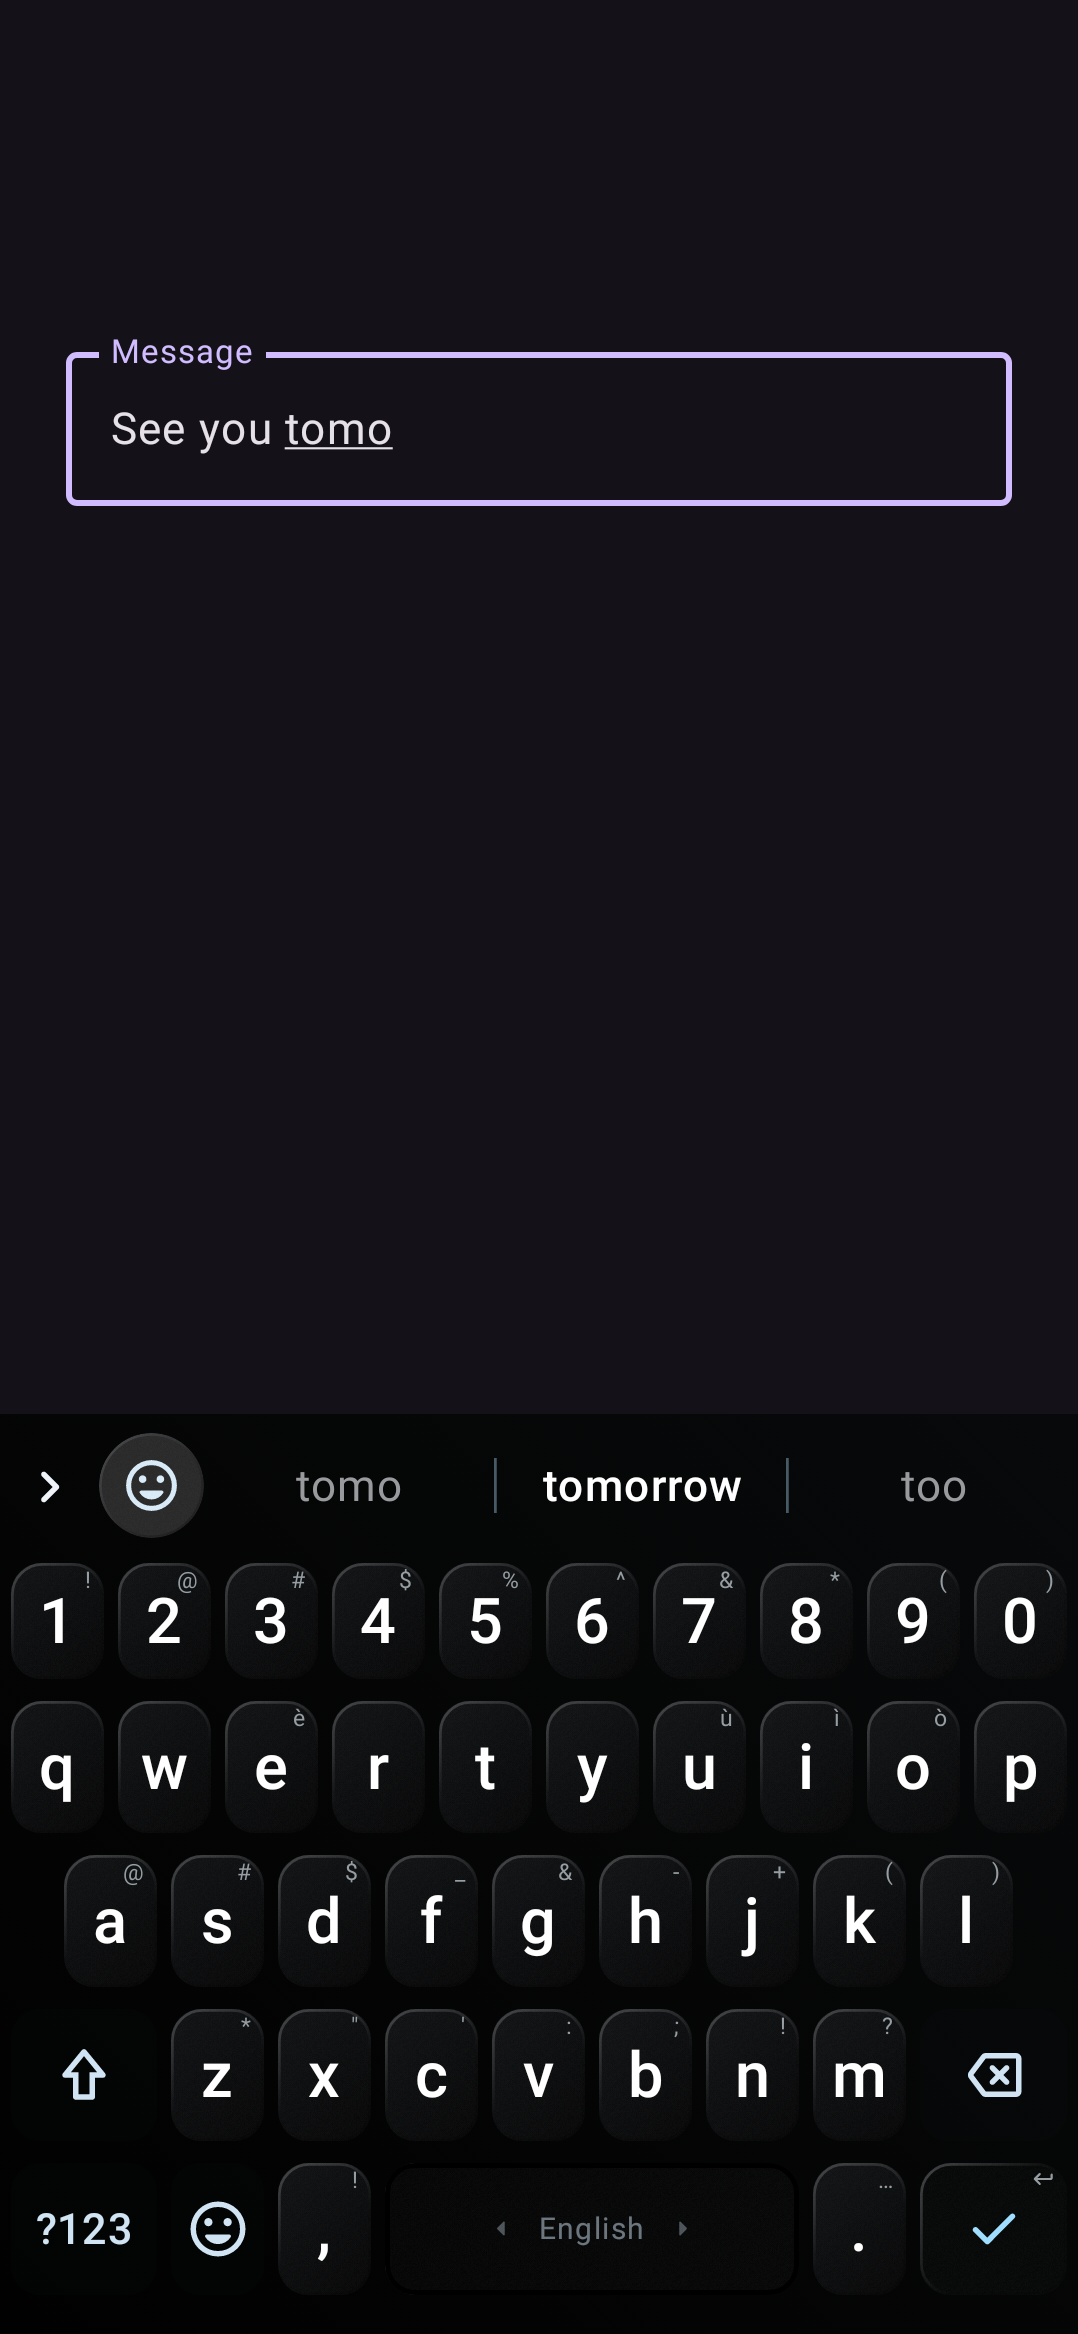 Message
See you tomo
tomo tomorrow too
1 ! 2 @ 3 # 4 $ 5 % 6 ^ 7 & 8 * 9 ( 0 )
q w e è r t y u ù i ì o ò p
a @ s # d $ f _ g & h - j + k ( l )
z * x " c ' v : b ; n ! m ?
?123 , ! English . …